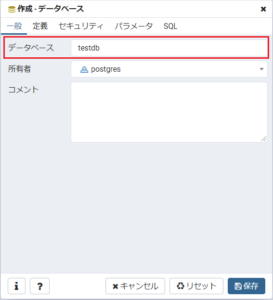 作成 - データベース
一般 定義 セキュリティ パラメータ SQL
データベース testdb
所有者 postgres
コメント
キャンセル リセット 保存